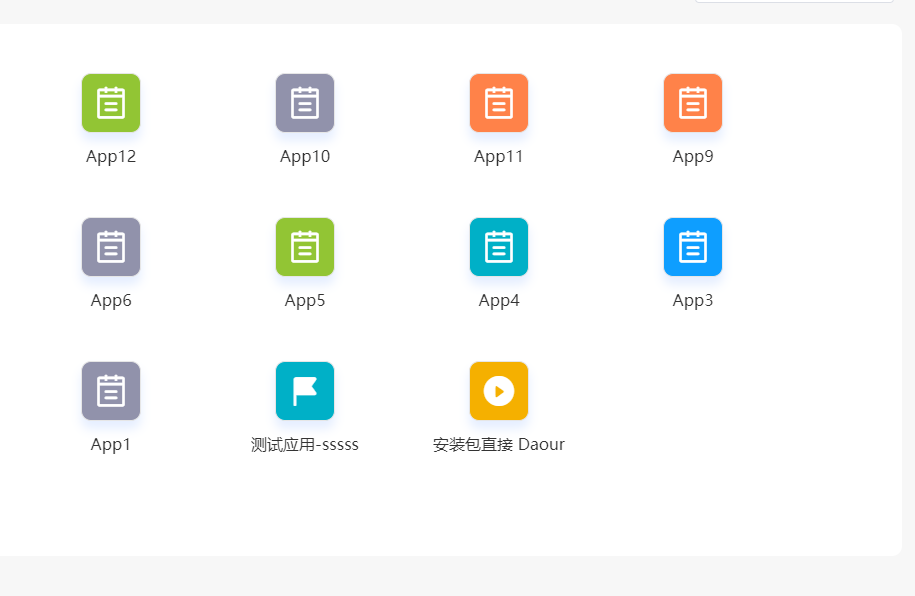 App12
App10
App11
App9
App6
App5
App4
App3
App1
测试应用-sssss
安装包直接 Daour